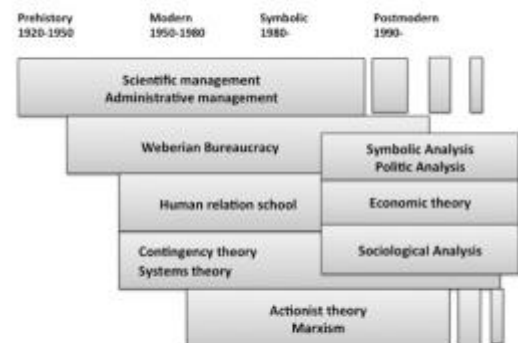 Prehistory Modern Symbolic Postmodern
1920-1950 1950-1980 1980- 1990-
Scientific management
Administrative management
Weberian Bureaucracy
Symbolic Analysis
Politic Analysis
Human relation school
Economic theory
Contingency theory
Systems theory
Sociological Analysis
Actionist theory
Marxism